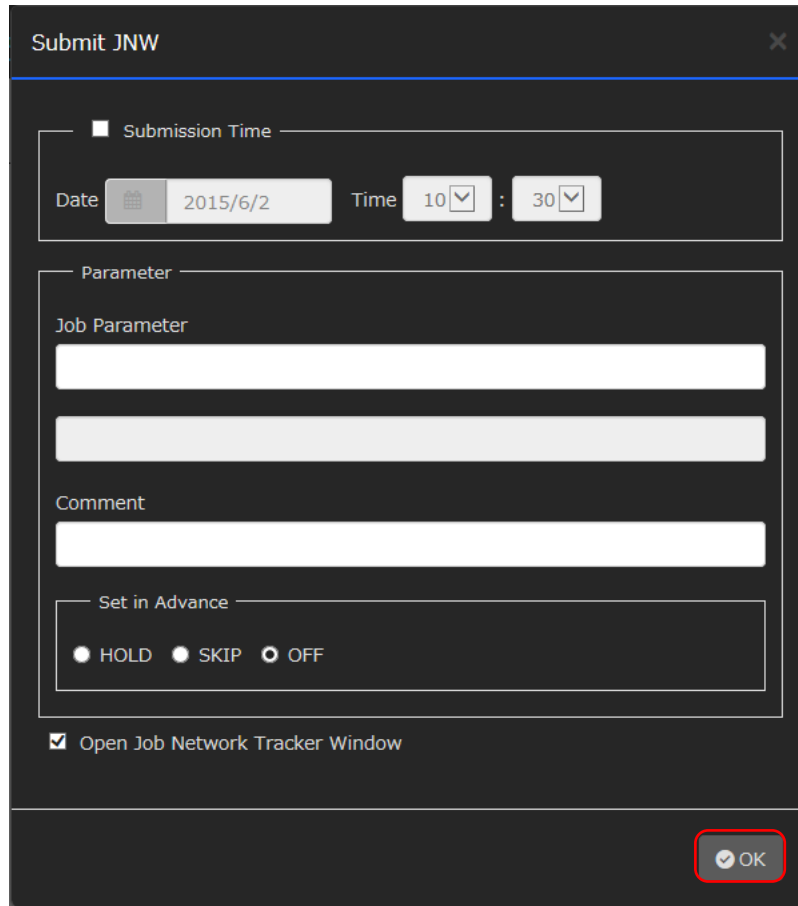 Submit JNW
Submission Time
Date 2015/6/2 Time 10 : 30
Parameter
Job Parameter
Comment
Set in Advance
HOLD SKIP OFF
Open Job Network Tracker Window
OK